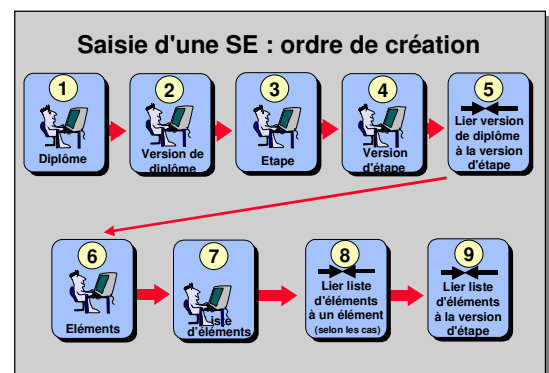 Saisie d'une SE : ordre de création
1
Diplôme
2
Version de
diplôme
3
Etape
4
Version
d'étape
5
Lier version
de diplôme
à la version
d'étape
6
Eléments
7
Liste
d'éléments
8
Lier liste
d'éléments
à un élément
(selon les cas)
9
Lier liste
d'éléments
à la version
d'étape